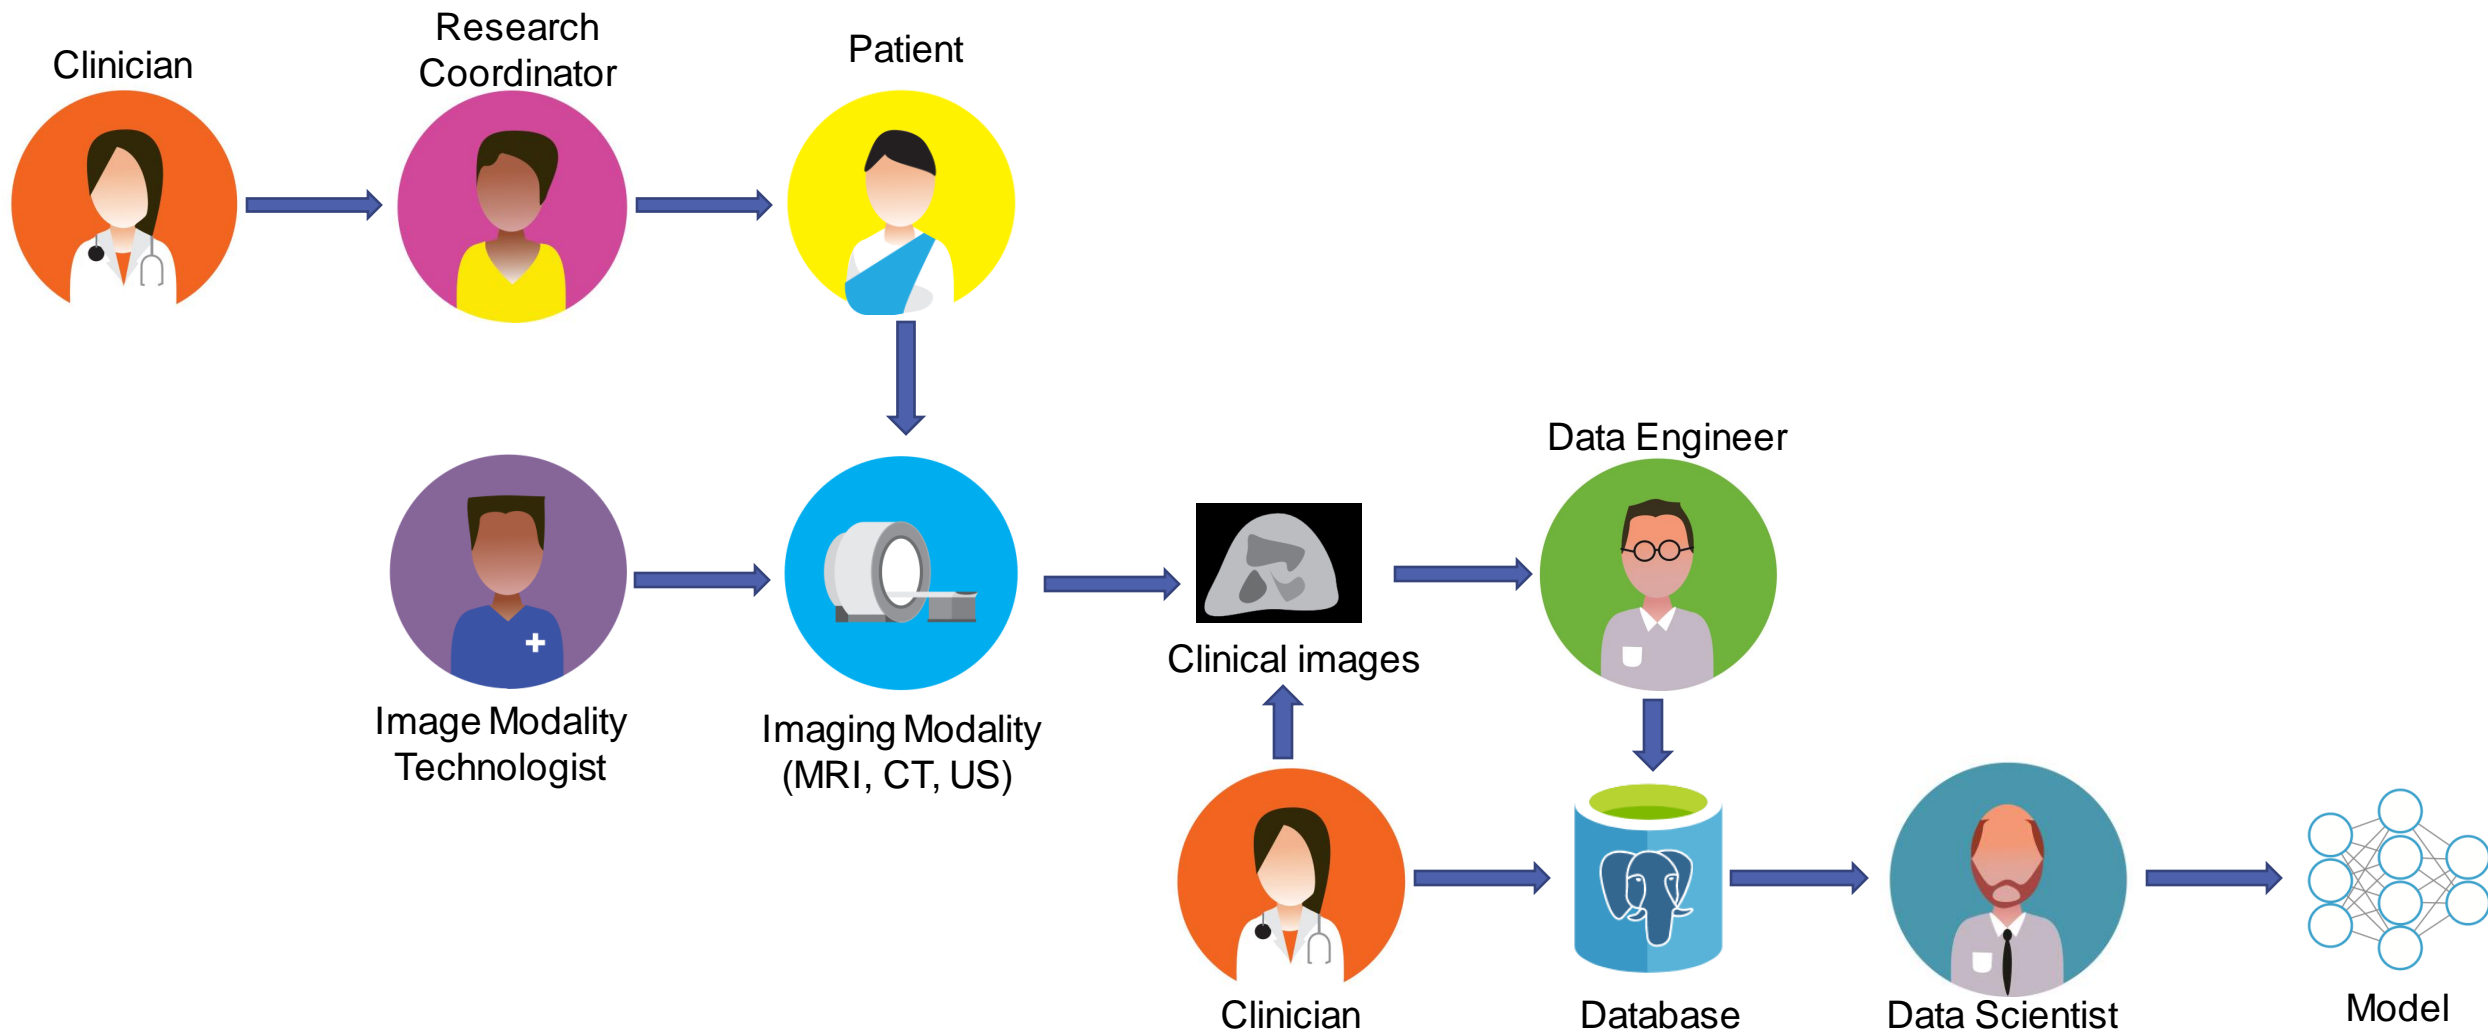 Clinician
Research
Coordinator
Patient
Data Engineer
Clinical images
Image Modality
Technologist
Imaging Modality
(MRI, CT, US)
Clinician
Database
Data Scientist
Model